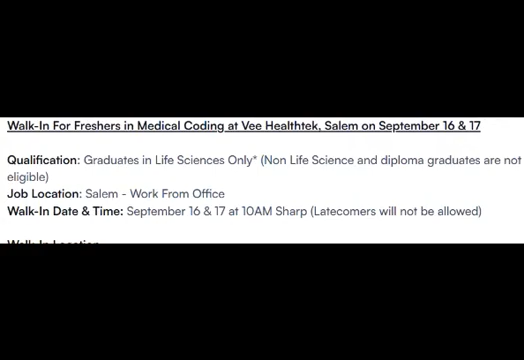 Walk-In For Freshers in Medical Coding at Vee Healthtek, Salem on September 16 & 17
Qualification: Graduates in Life Sciences Only* (Non Life Science and diploma graduates are not
eligible)
Job Location: Salem - Work From Office
Walk-In Date & Time: September 16 & 17 at 10AM Sharp (Latecomers will not be allowed)